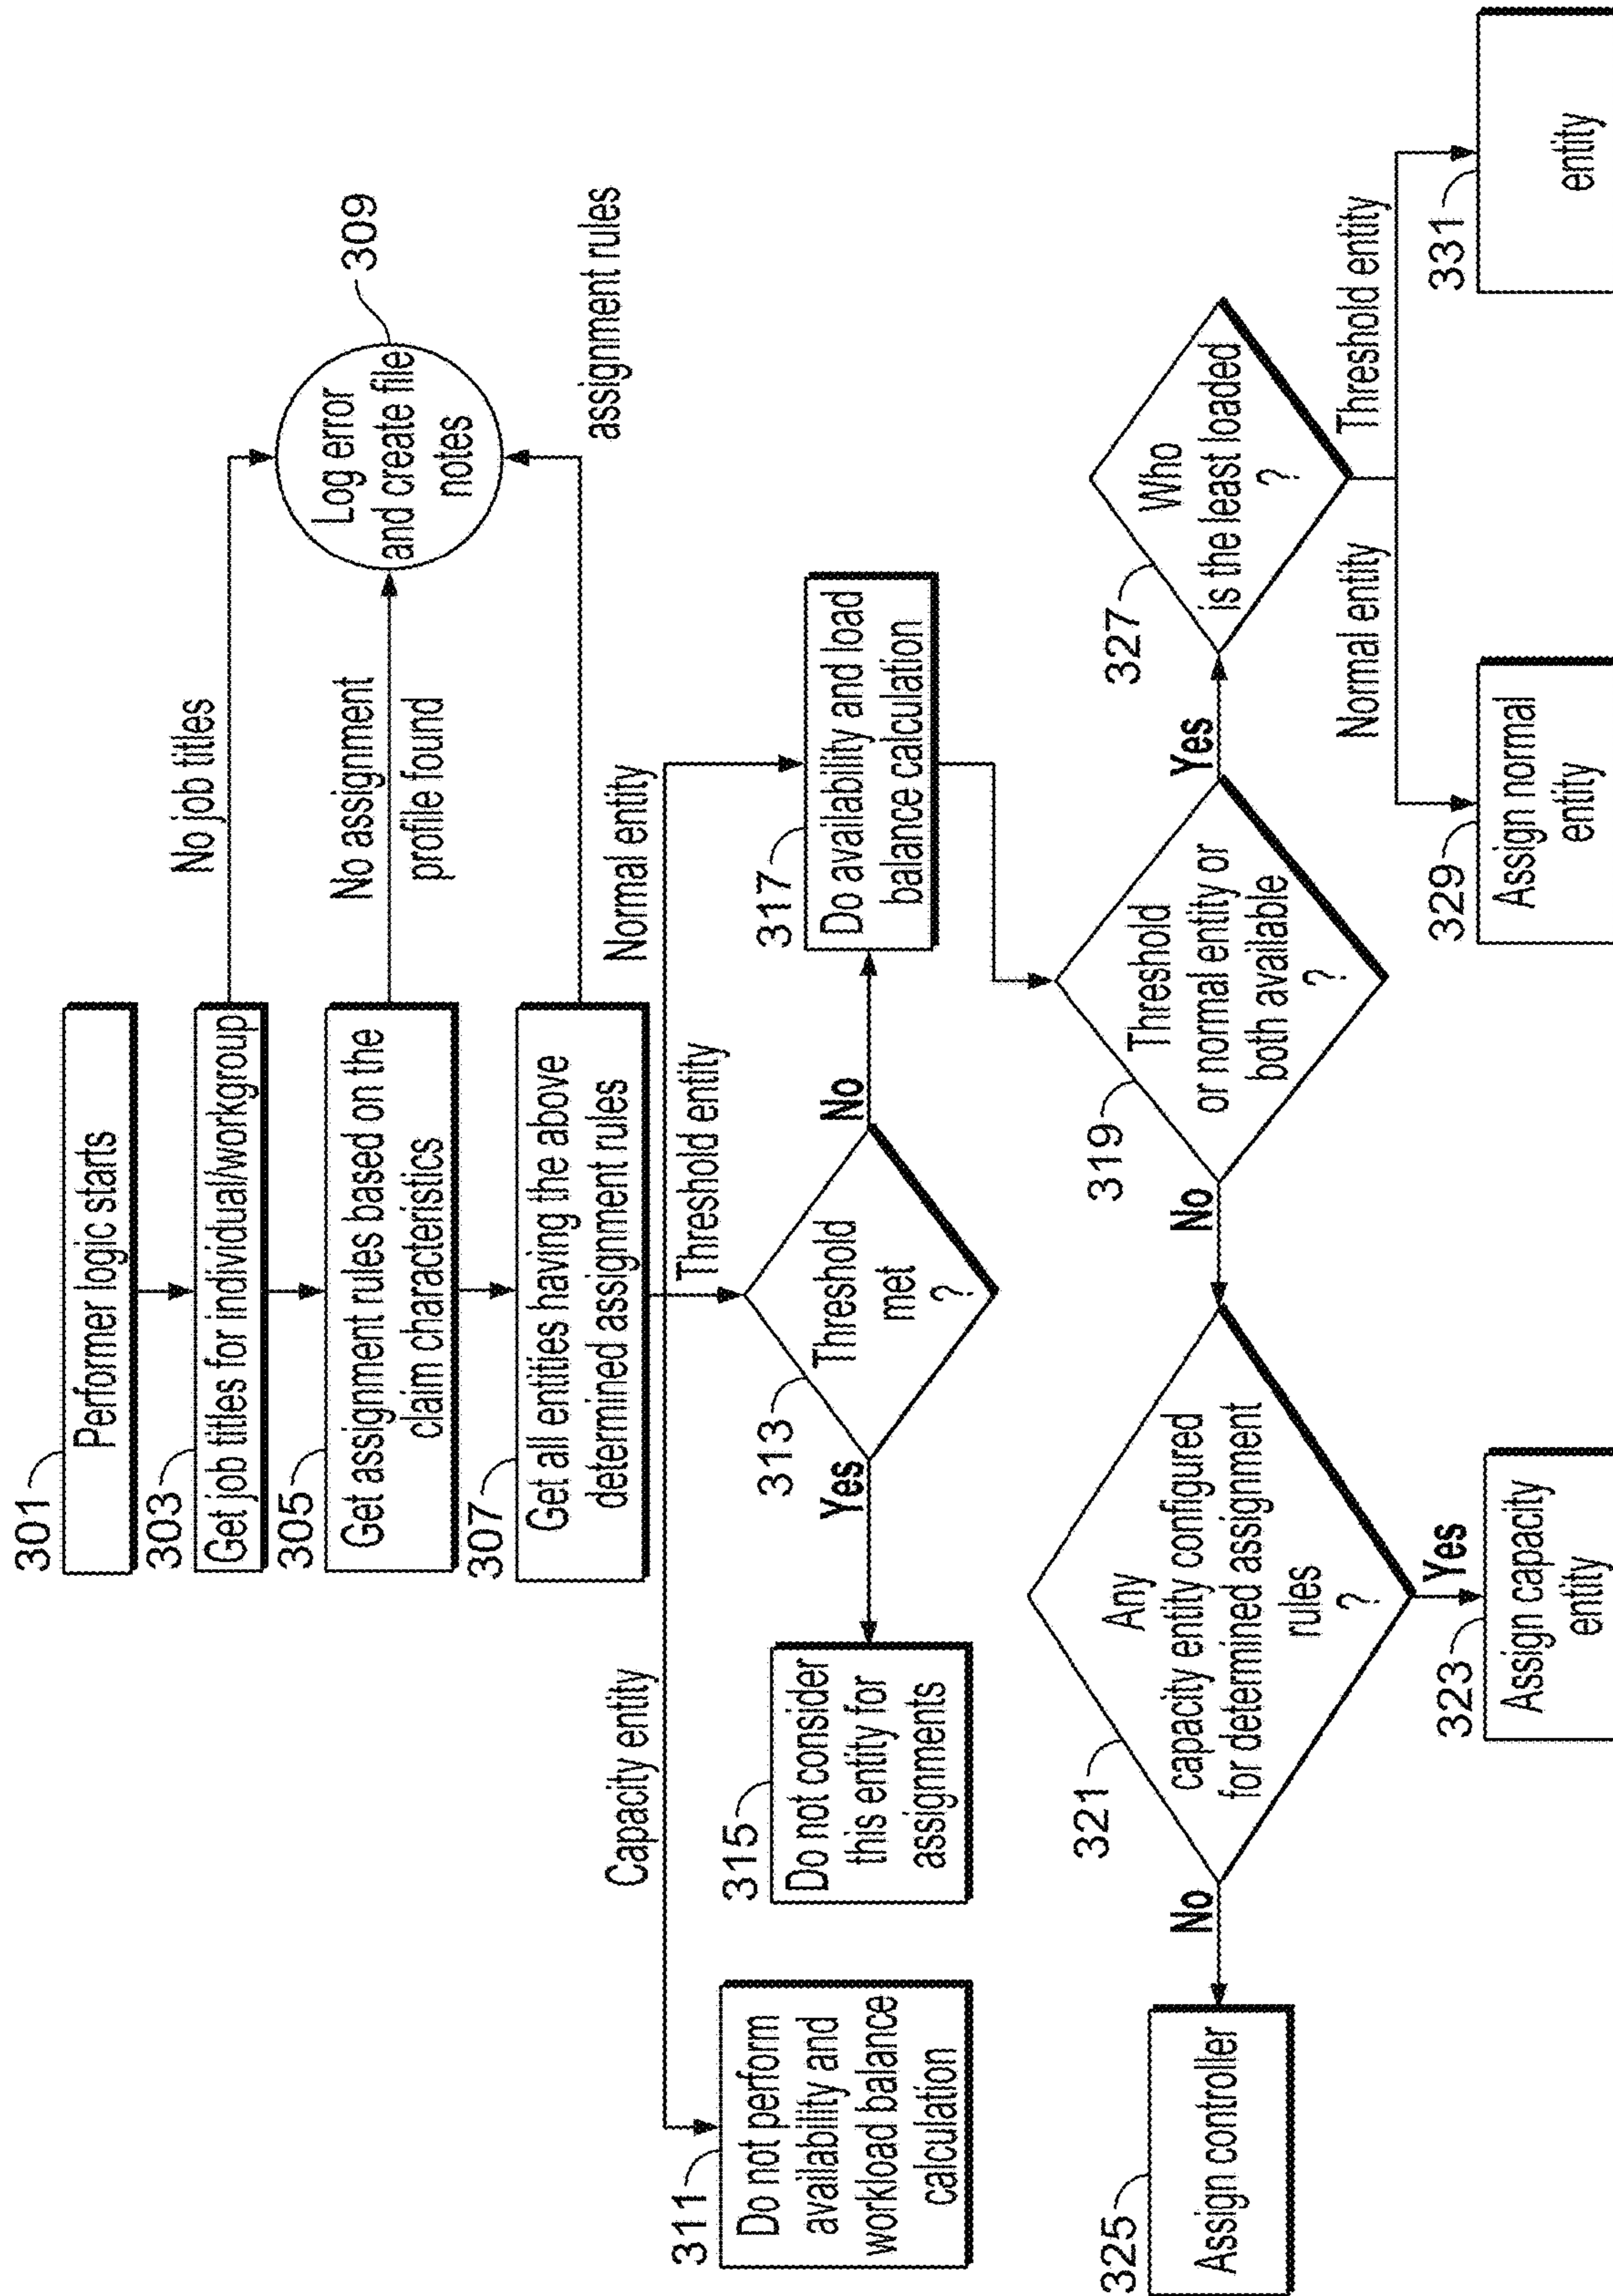 301
Performer logic starts
303
Get job titles for individual/workgroup
No job titles
305
Get assignment rules based on the
claim characteristics
No assignment
profile found
Log error
and create file
notes
309
307
Get all entities having the above
determined assignment rules
assignment rules
Capacity entity
Threshold entity
Normal entity
311
Do not perform
availability and
workload balance
calculation
315
Do not consider
this entity for
assignments
313
Threshold
met
?
Yes
No
317
Do availability and load
balance calculation
319
Threshold
or normal entity or
both available
?
No
Yes
321
Any
capacity entity configured
for determined assignment
rules
?
No
Yes
325
Assign controller
323
Assign capacity
entity
327
Who
is the least loaded
?
Normal entity
Threshold entity
329
Assign normal
entity
331
entity